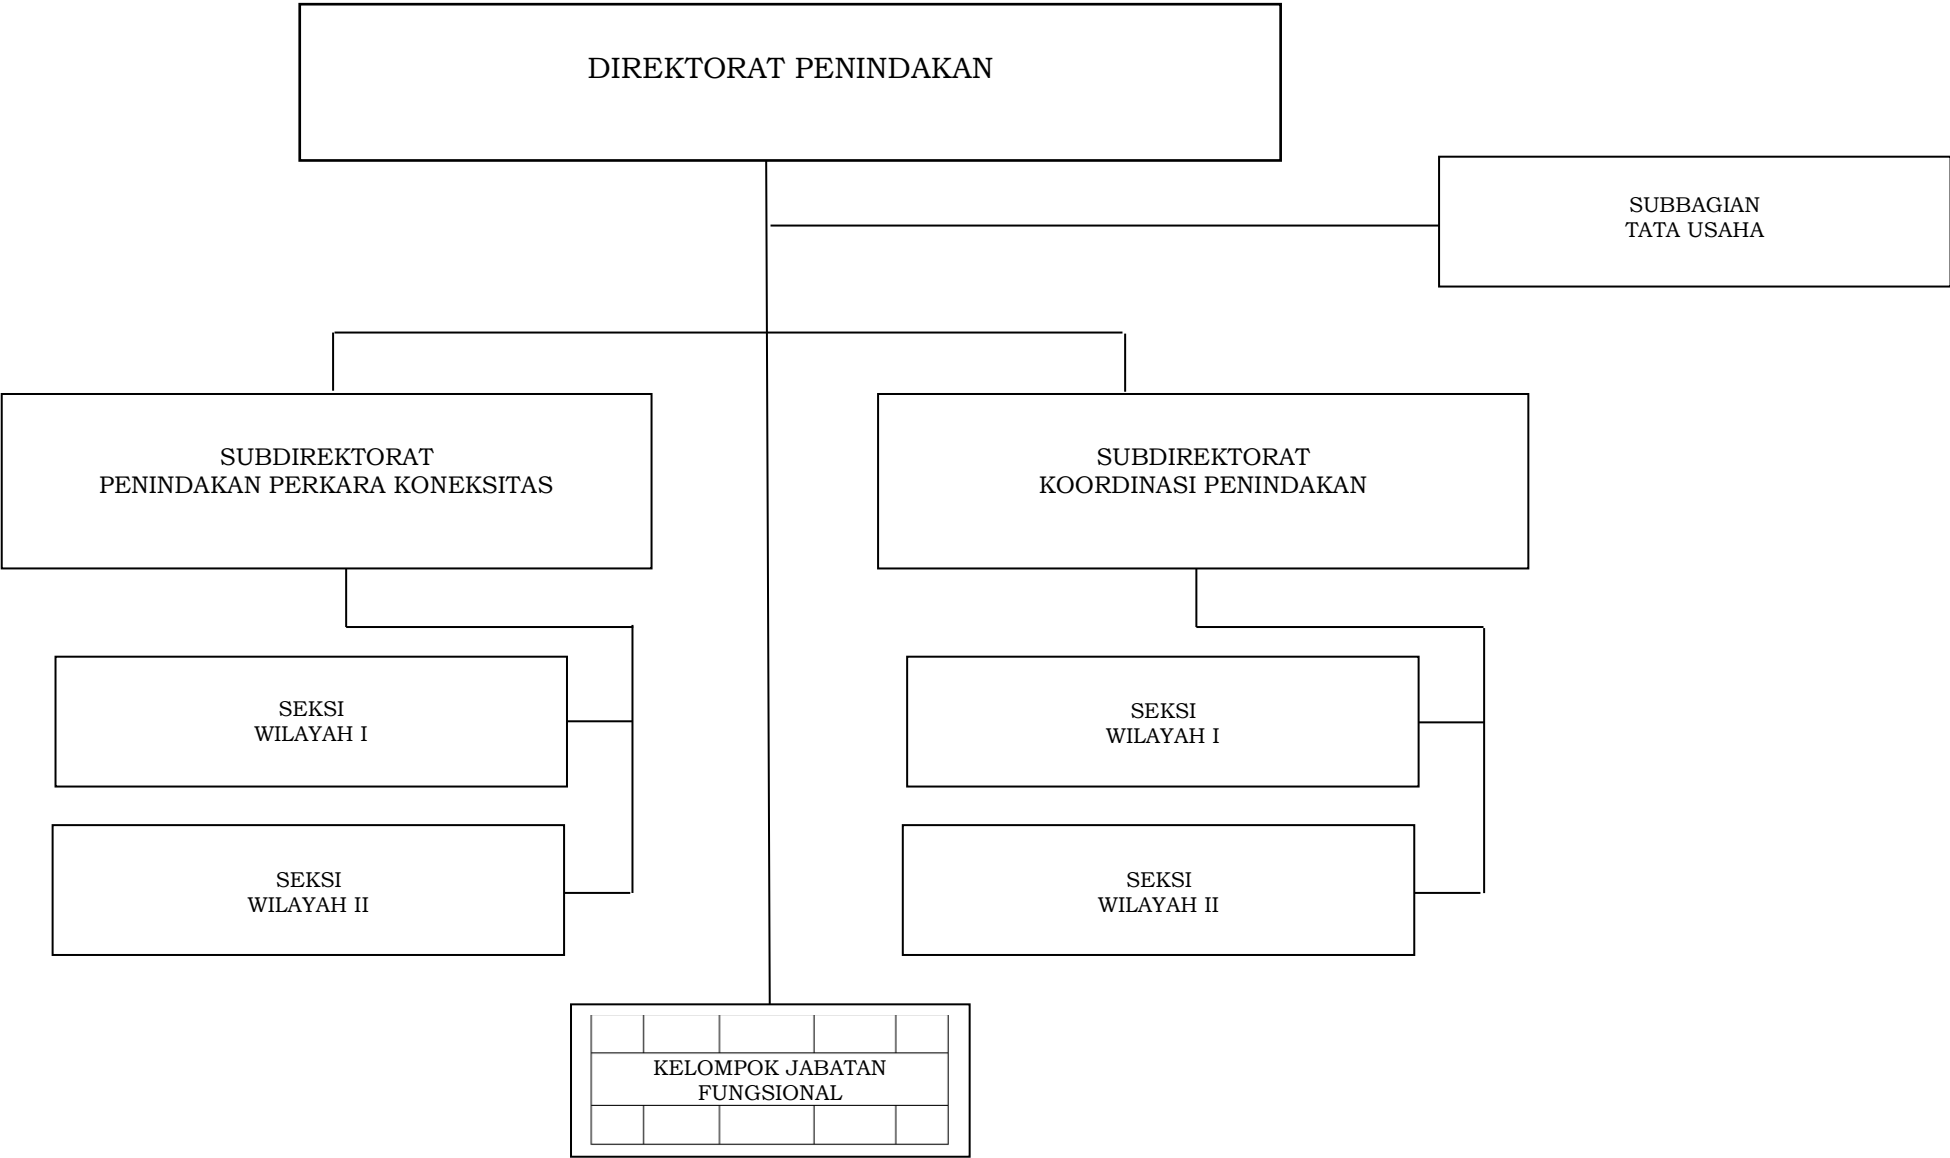 DIREKTORAT PENINDAKAN
SUBBAGIAN
TATA USAHA
SUBDIREKTORAT
PENINDAKAN PERKARA KONEKSITAS
SUBDIREKTORAT
KOORDINASI PENINDAKAN
SEKSI
WILAYAH I
SEKSI
WILAYAH I
SEKSI
WILAYAH II
SEKSI
WILAYAH II
KELOMPOK JABATAN
FUNGSIONAL